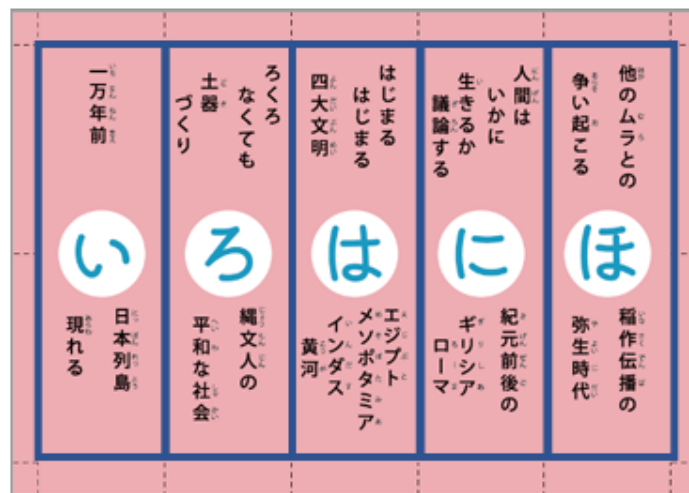 一万年前
い
日本列島
現れる
ろくろ
なくても
土器
づくり
ろ
縄文人の
平和な社会
はじまる
はじまる
四大文明
は
エジプト
メソポタミア
インダス
黄河
人間は
いかに
生きるか
議論する
に
紀元前後の
ギリシア
ローマ
他のムラとの
争い起こる
ほ
稲作伝播の
弥生時代